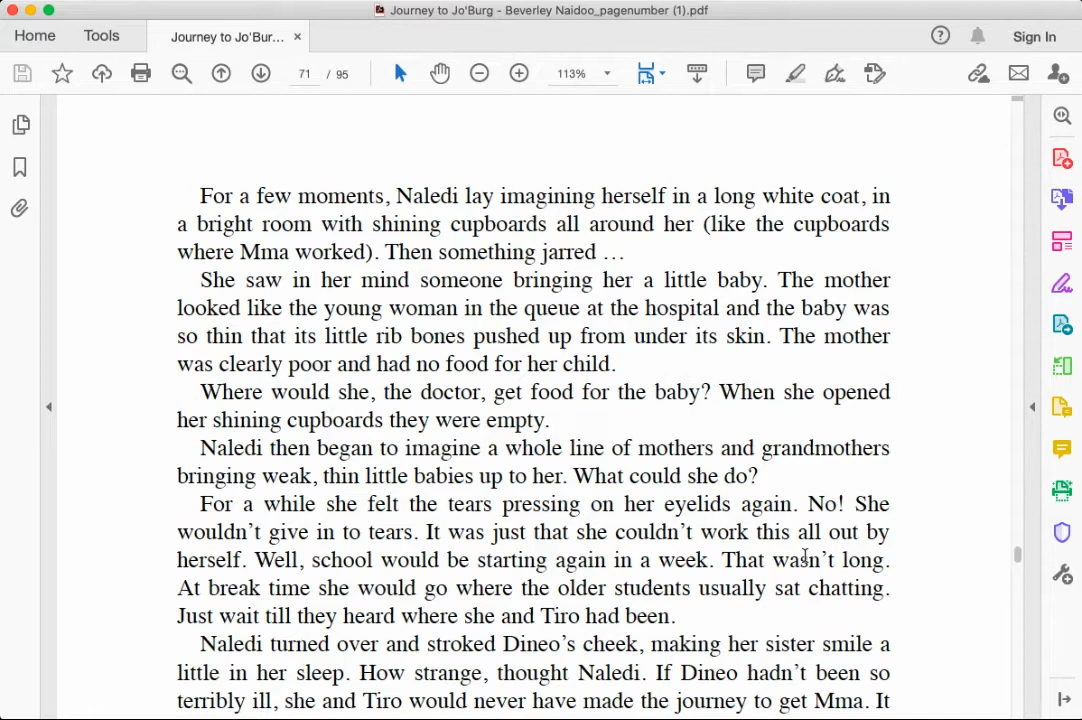 Journey to Jo'Burg - Beverley Naidoo_pagenumber (1).pdf
Home Tools Journey to Jo'Bur... × Sign In
71 / 95 113%
For a few moments, Naledi lay imagining herself in a long white coat, in
a bright room with shining cupboards all around her (like the cupboards
where Mma worked). Then something jarred …
She saw in her mind someone bringing her a little baby. The mother
looked like the young woman in the queue at the hospital and the baby was
so thin that its little rib bones pushed up from under its skin. The mother
was clearly poor and had no food for her child.
Where would she, the doctor, get food for the baby? When she opened
her shining cupboards they were empty.
Naledi then began to imagine a whole line of mothers and grandmothers
bringing weak, thin little babies up to her. What could she do?
For a while she felt the tears pressing on her eyelids again. No! She
wouldn’t give in to tears. It was just that she couldn’t work this all out by
herself. Well, school would be starting again in a week. That wasn’t long.
At break time she would go where the older students usually sat chatting.
Just wait till they heard where she and Tiro had been.
Naledi turned over and stroked Dineo’s cheek, making her sister smile a
little in her sleep. How strange, thought Naledi. If Dineo hadn’t been so
terribly ill, she and Tiro would never have made the journey to get Mma. It